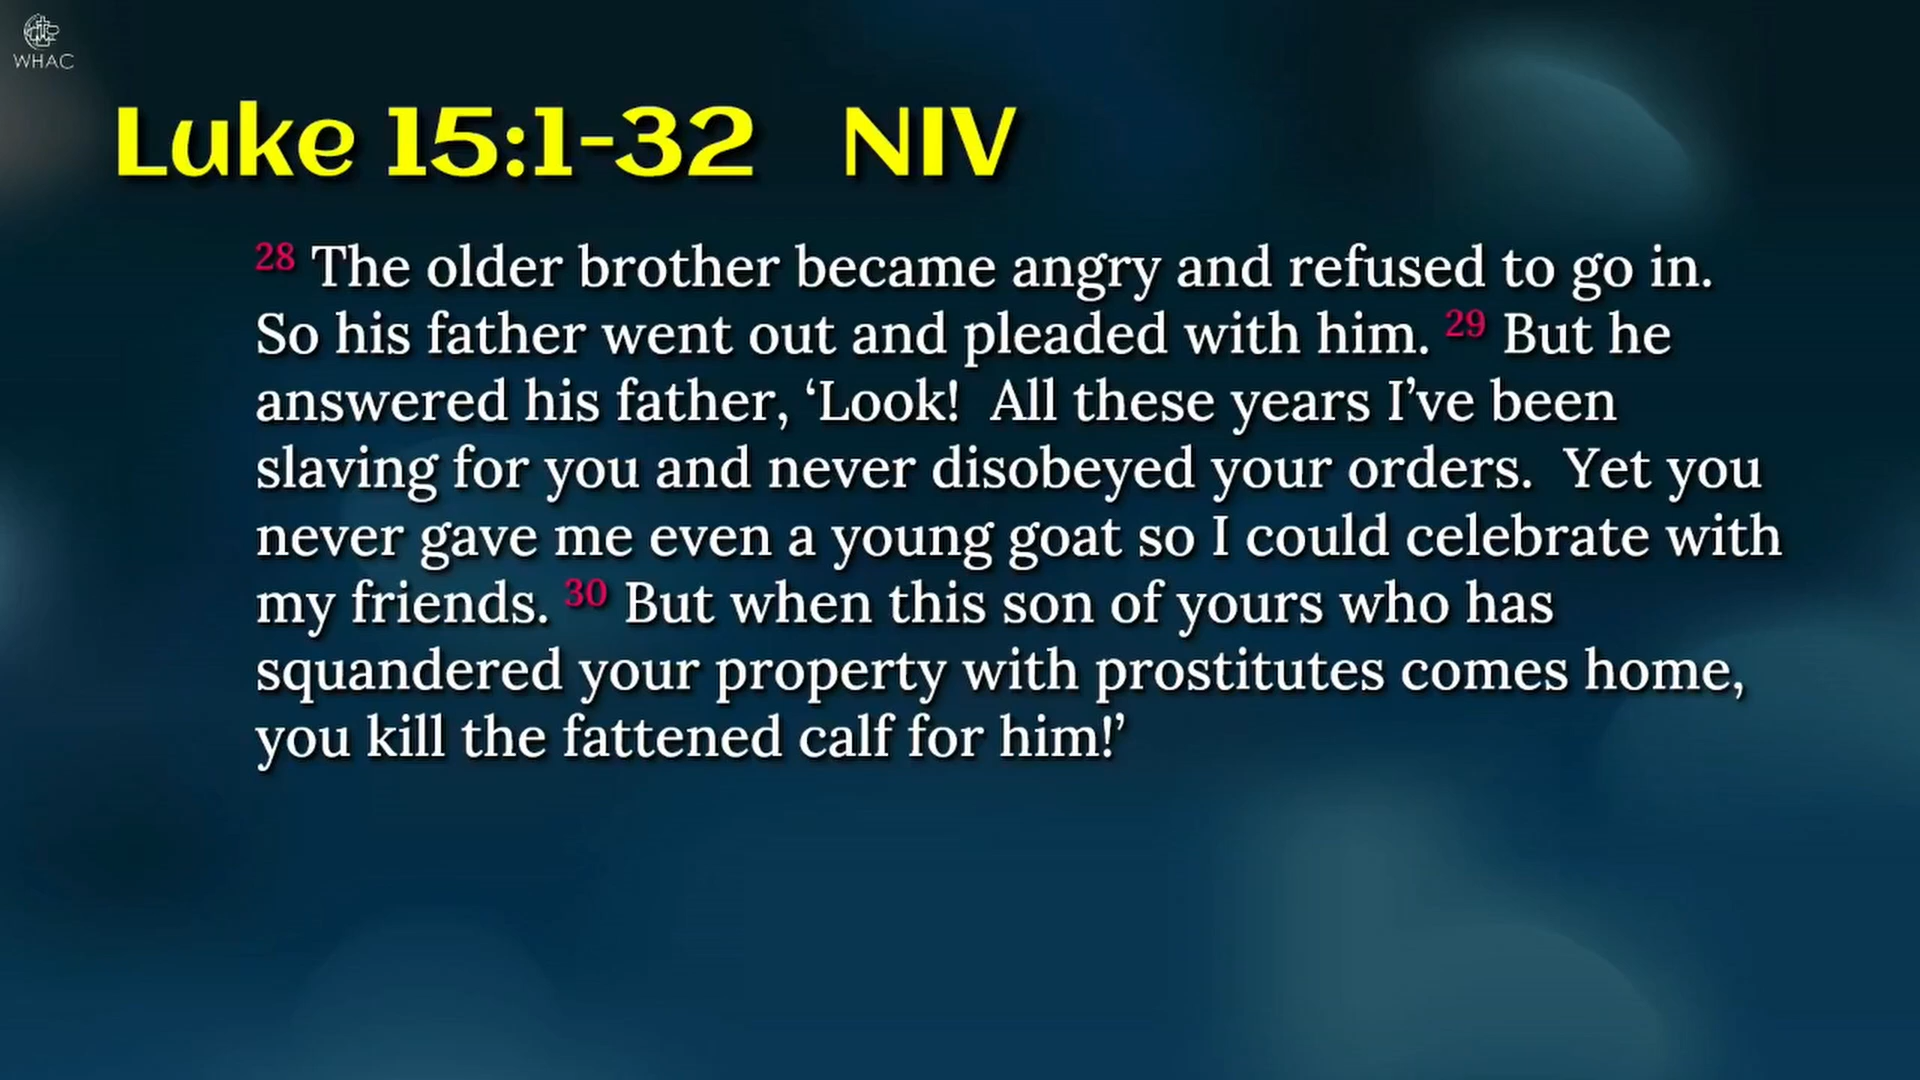 WHAC
Luke 15:1-32 NIV
28 The older brother became angry and refused to go in.
So his father went out and pleaded with him. 29 But he
answered his father, ‘Look! All these years I’ve been
slaving for you and never disobeyed your orders. Yet you
never gave me even a young goat so I could celebrate with
my friends. 30 But when this son of yours who has
squandered your property with prostitutes comes home,
you kill the fattened calf for him!’